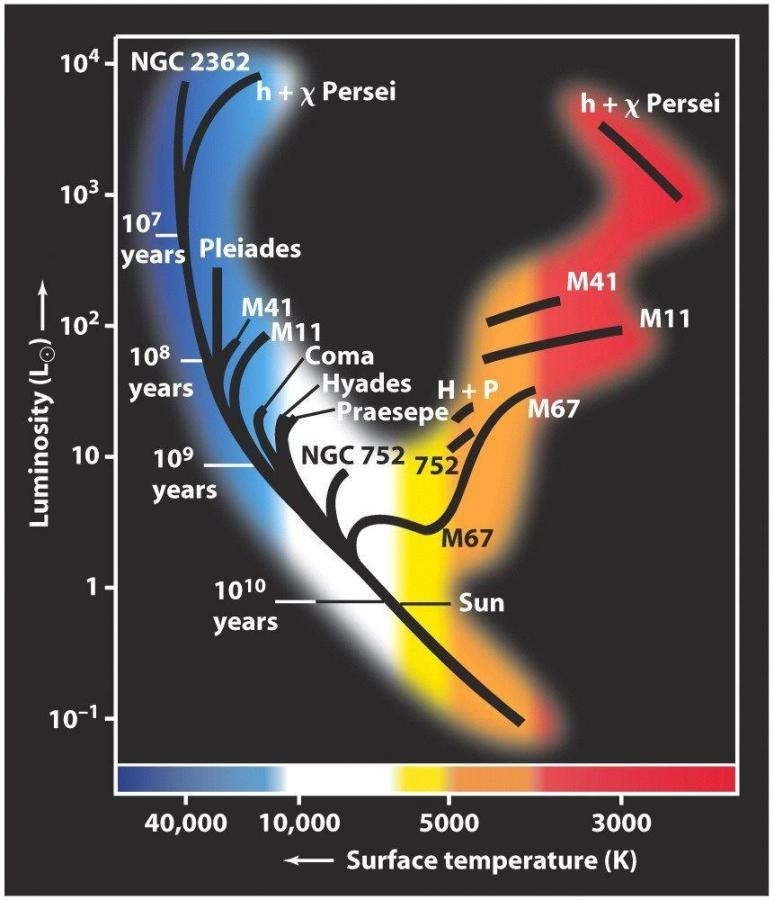 10⁴
NGC 2362
h + χ Persei
h + χ Persei
10³
10⁷
years
Pleiades
M41
M41
M11
M11
10²
Coma
10⁸
years
Hyades
H + P
Praesepe
M67
NGC 752
752
10
10⁹
years
M67
1
10¹⁰
years
Sun
10⁻¹
Luminosity (L☉) →
40,000
10,000
5000
3000
← Surface temperature (K)